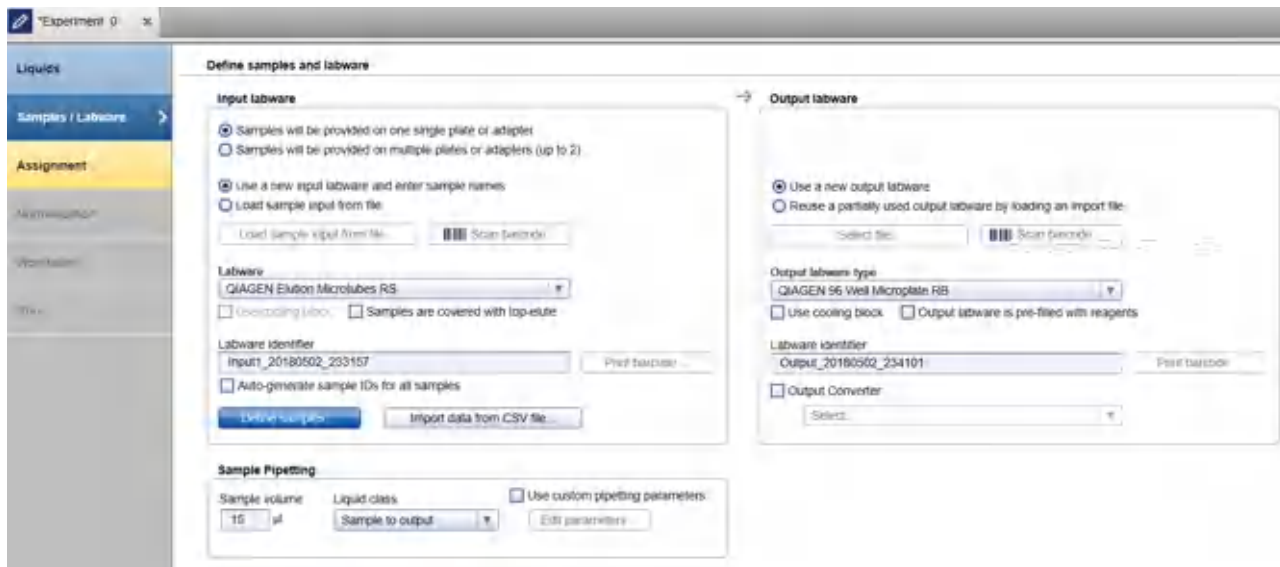 *Experiment 0
Liquids
Samples / Labware
Assignment
Normalization
Worktable
Define samples and labware
Input labware
Samples will be provided on one single plate or adapter
Samples will be provided on multiple plates or adapters (up to 2)
Use a new input labware and enter sample names
Load sample input from file
Load sample input from file...
Scan barcode
Labware
QIAGEN Elution Microtubes RS
Use cooling block
Samples are covered with top-elute
Labware identifier
Input1_20180502_233157
Print barcode...
Auto-generate sample IDs for all samples
Define samples...
Import data from CSV file...
Output labware
Use a new output labware
Reuse a partially used output labware by loading an import file
Select file...
Scan barcode
Output labware type
QIAGEN 96 Well Microplate RB
Use cooling block
Output labware is pre-filled with reagents
Labware identifier
Output_20180502_234101
Print barcode
Output Converter
Select...
Sample Pipetting
Sample volume
15 µl
Liquid class
Sample to output
Use custom pipetting parameters
Edit parameters...